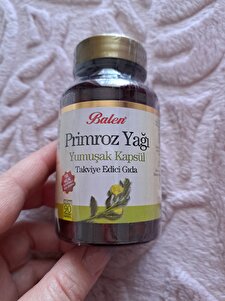 Balen
Primroz Yağı
Yumuşak Kapsül
Takviye Edici Gıda